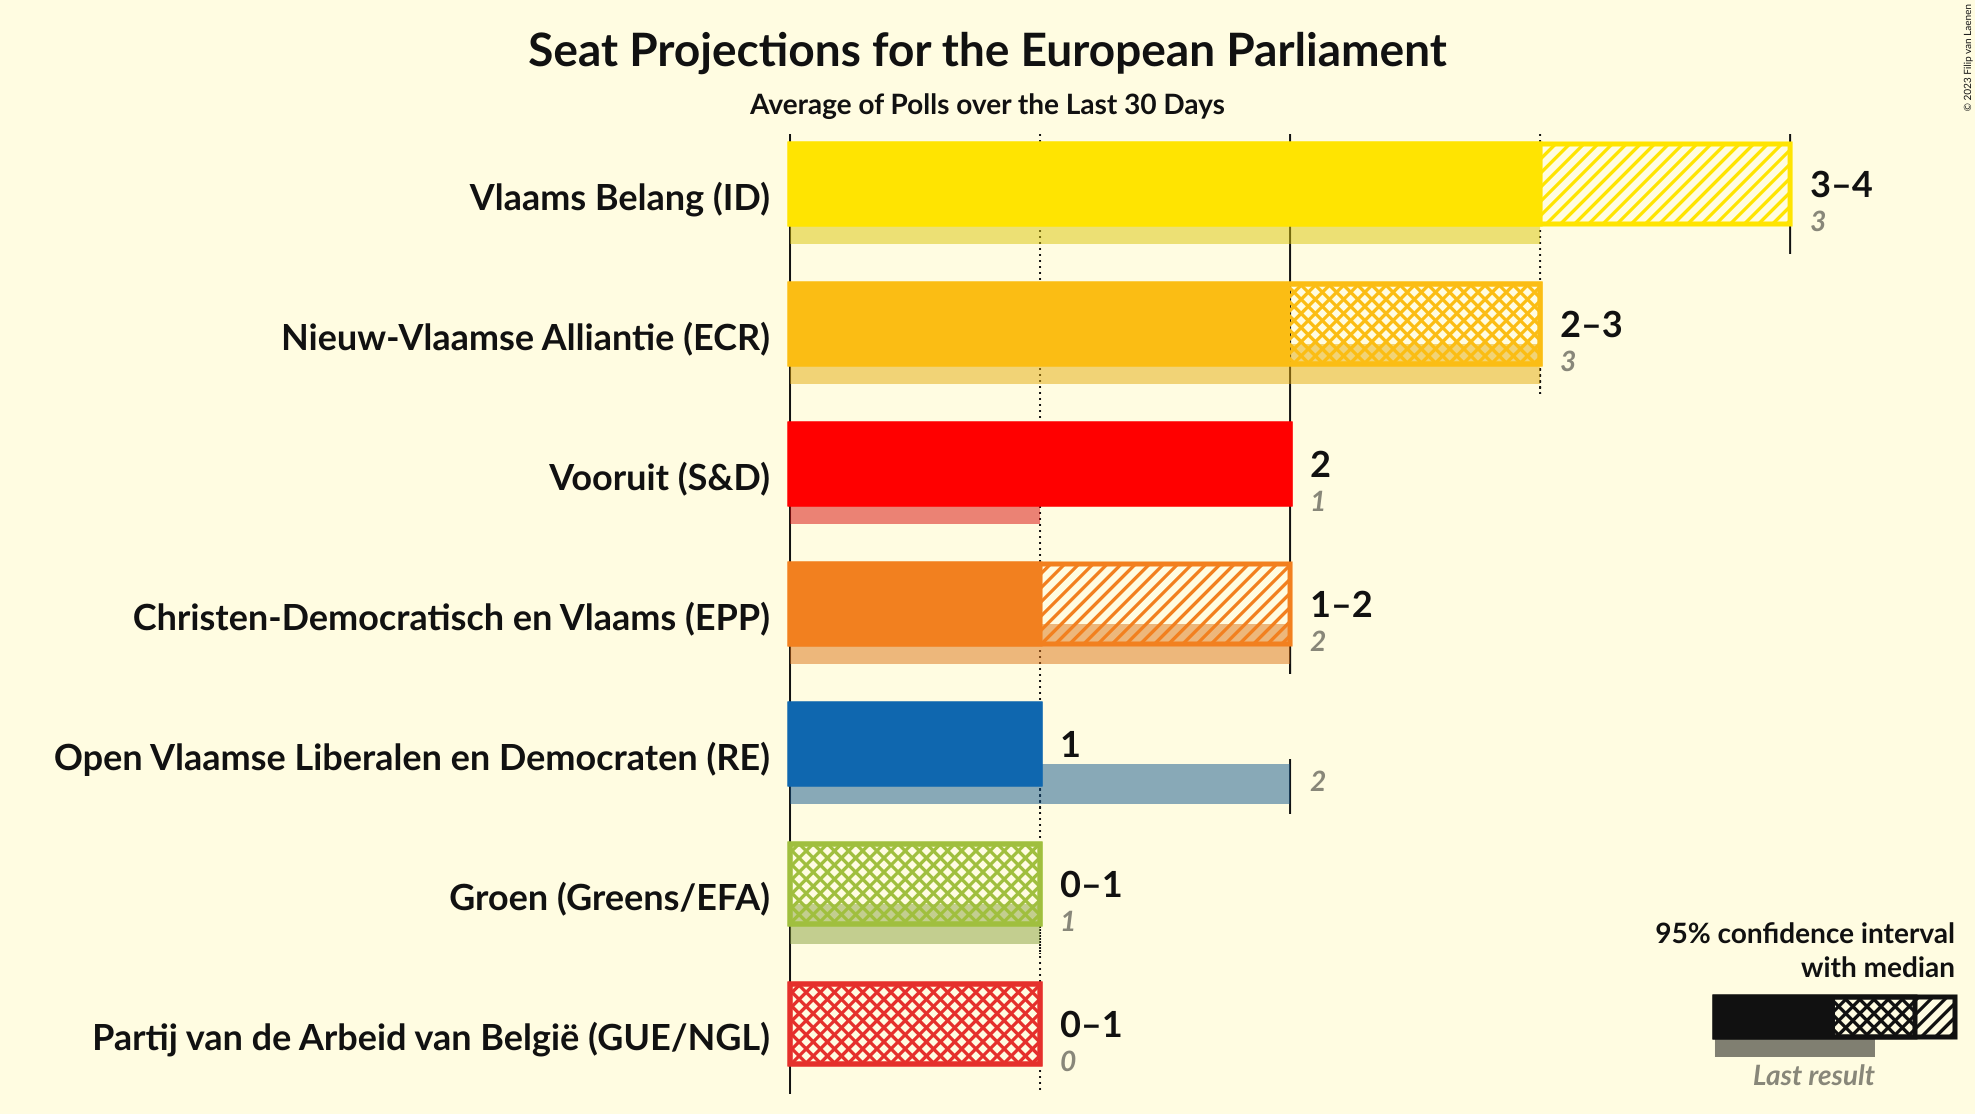 Seat Projections for the European Parliament
Average of Polls over the Last 30 Days
© 2023 Filip van Laenen
Vlaams Belang (ID)
3–4
3
Nieuw-Vlaamse Alliantie (ECR)
2–3
3
Vooruit (S&D)
2
1
Christen-Democratisch en Vlaams (EPP)
1–2
2
Open Vlaamse Liberalen en Democraten (RE)
1
2
Groen (Greens/EFA)
0–1
1
Partij van de Arbeid van België (GUE/NGL)
0–1
0
95% confidence interval
with median
Last result